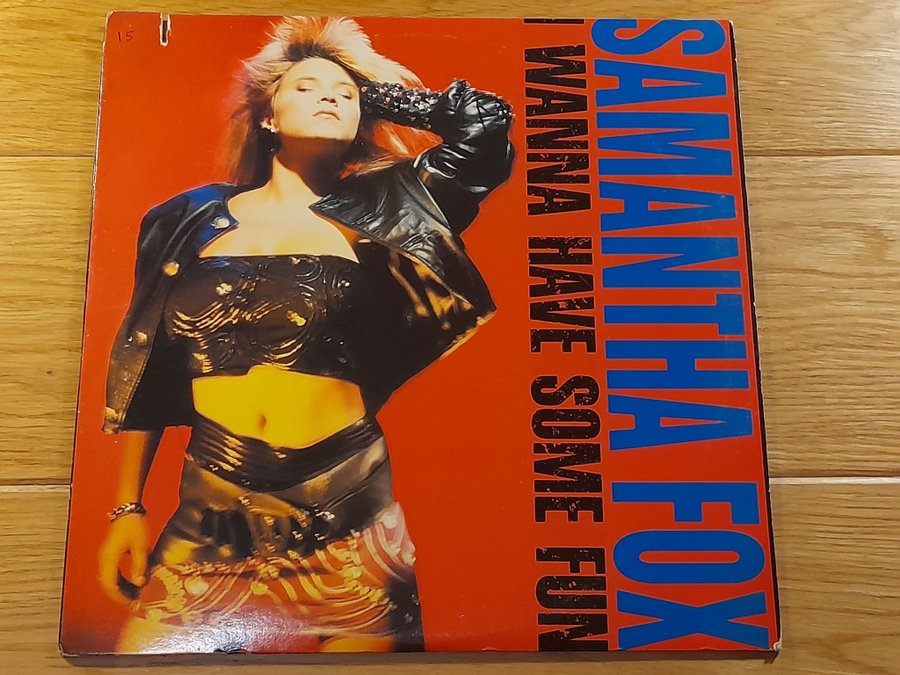 15
SAMANTHA FOX
I WANNA HAVE SOME FUN